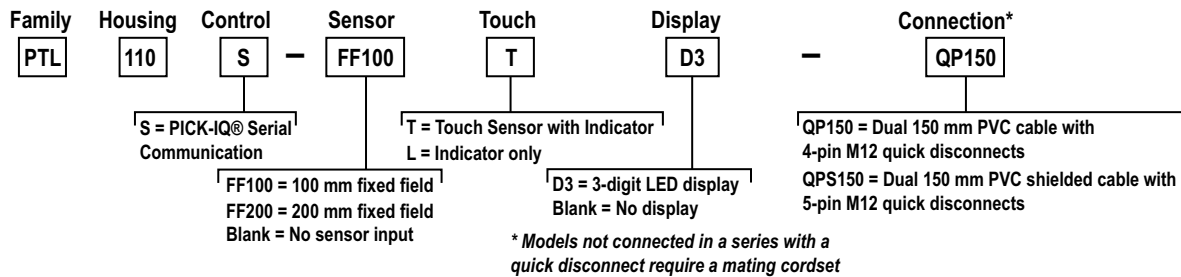 Family Housing Control Sensor Touch Display Connection*
PTL 110 S – FF100 T D3 – QP150
S = PICK-IQ® Serial
Communication
FF100 = 100 mm fixed field
FF200 = 200 mm fixed field
Blank = No sensor input
T = Touch Sensor with Indicator
L = Indicator only
D3 = 3-digit LED display
Blank = No display
QP150 = Dual 150 mm PVC cable with
4-pin M12 quick disconnects
QPS150 = Dual 150 mm PVC shielded cable with
5-pin M12 quick disconnects
* Models not connected in a series with a
quick disconnect require a mating cordset